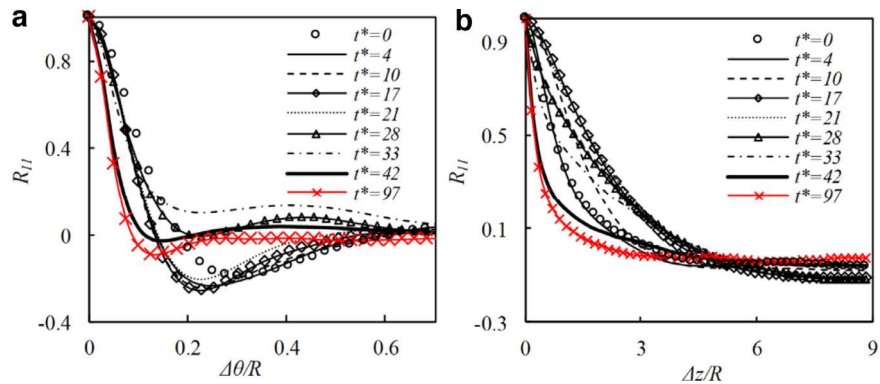 a
0.8
0.4
0
-0.4
R11
0
0.2
0.4
0.6
Δθ/R
t*=0
t*=4
t*=10
t*=17
t*=21
t*=28
t*=33
t*=42
t*=97
b
0.9
0.5
0.1
-0.3
R11
0
3
6
9
Δz/R
t*=0
t*=4
t*=10
t*=17
t*=21
t*=28
t*=33
t*=42
t*=97